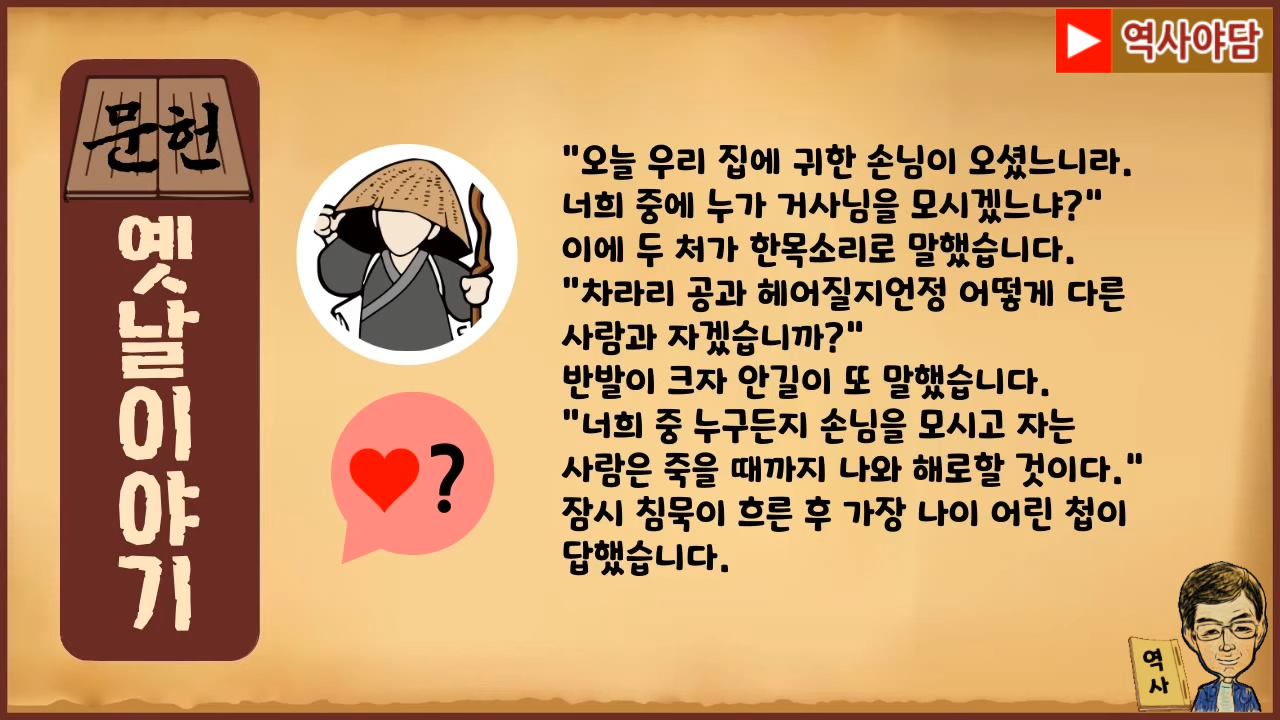 역사야담
문헌
옛날이야기
"오늘 우리 집에 귀한 손님이 오셨느니라.
너희 중에 누가 거사님을 모시겠느냐?"
이에 두 처가 한목소리로 말했습니다.
"차라리 공과 헤어질지언정 어떻게 다른
사람과 자겠습니까?"
반발이 크자 안길이 또 말했습니다.
"너희 중 누구든지 손님을 모시고 자는
사람은 죽을 때까지 나와 해로할 것이다."
잠시 침묵이 흐른 후 가장 나이 어린 첩이
답했습니다.
?
역사